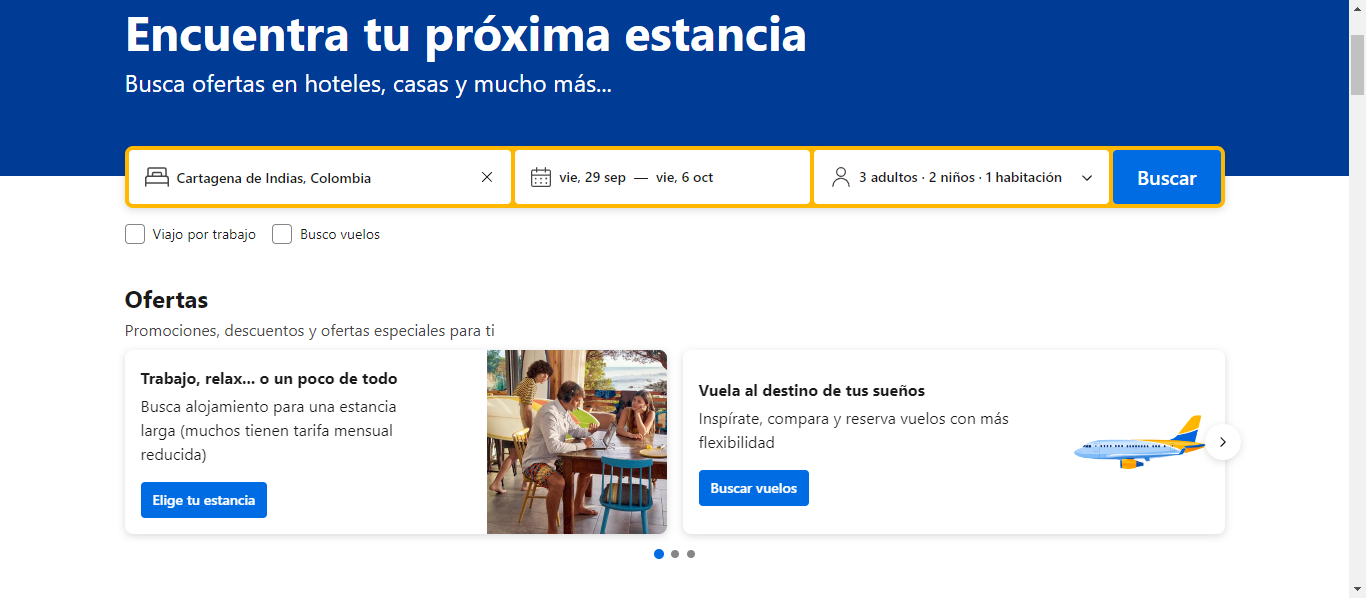 Encuentra tu próxima estancia
Busca ofertas en hoteles, casas y mucho más...
Cartagena de Indias, Colombia
vie, 29 sep — vie, 6 oct
3 adultos · 2 niños · 1 habitación
Buscar
Viajo por trabajo
Busco vuelos
Ofertas
Promociones, descuentos y ofertas especiales para ti
Trabajo, relax... o un poco de todo
Busca alojamiento para una estancia
larga (muchos tienen tarifa mensual
reducida)
Elige tu estancia
Vuela al destino de tus sueños
Inspírate, compara y reserva vuelos con más
flexibilidad
Buscar vuelos